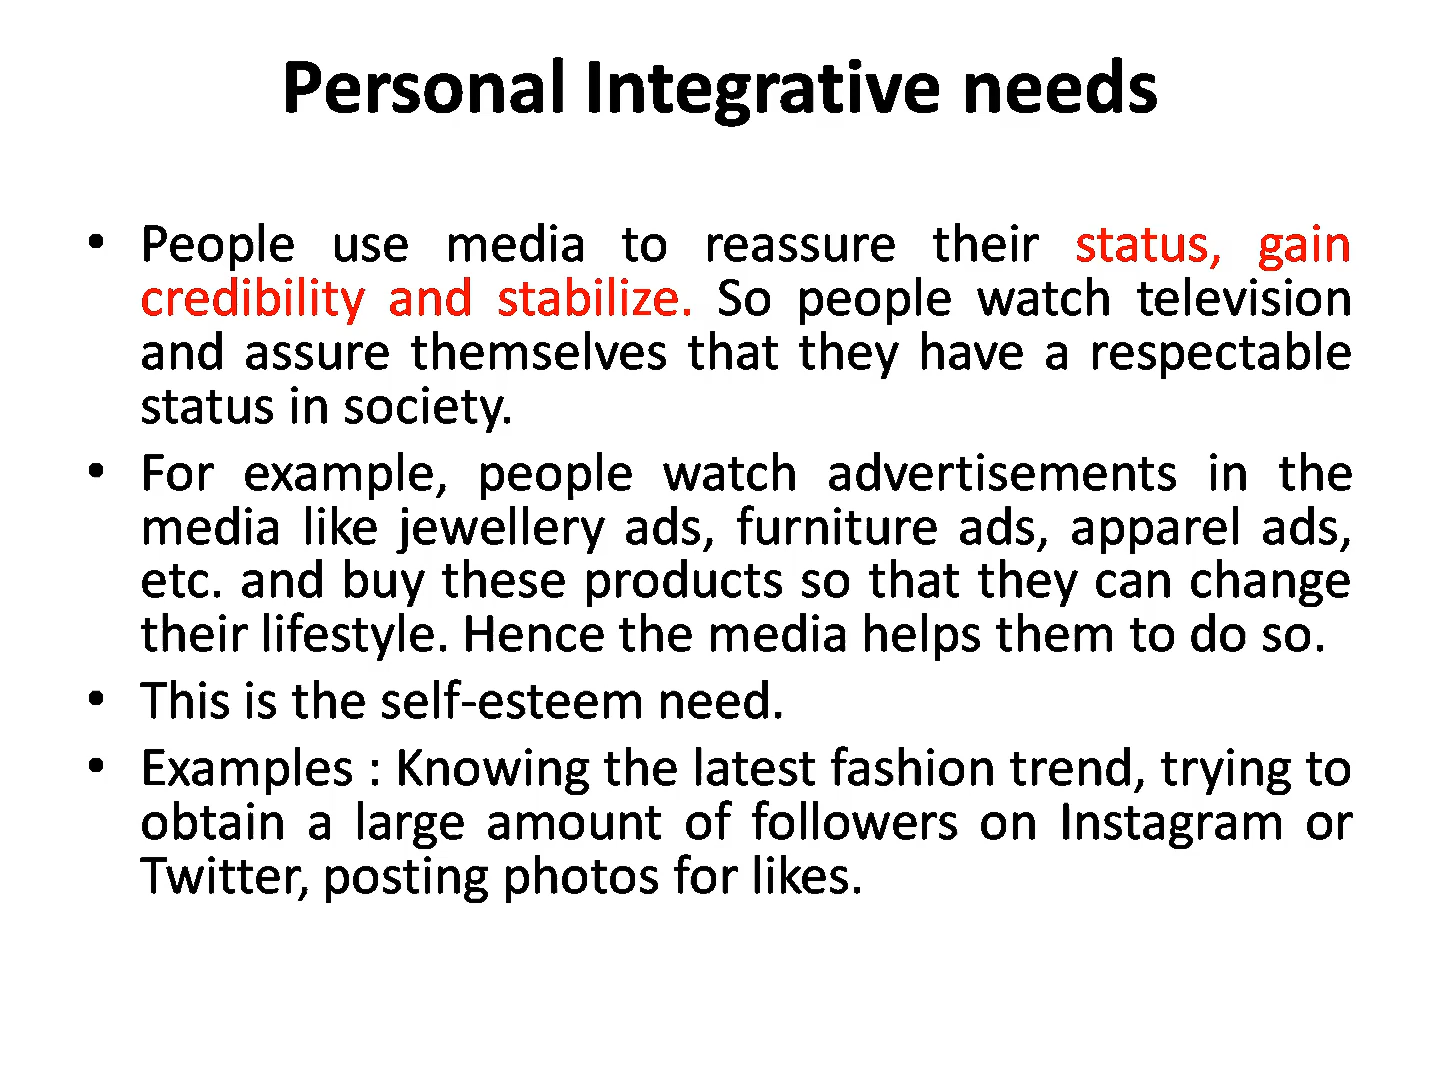 Personal Integrative needs
• People use media to reassure their status, gain
credibility and stabilize. So people watch television
and assure themselves that they have a respectable
status in society.
• For example, people watch advertisements in the
media like jewellery ads, furniture ads, apparel ads,
etc. and buy these products so that they can change
their lifestyle. Hence the media helps them to do so.
• This is the self-esteem need.
• Examples : Knowing the latest fashion trend, trying to
obtain a large amount of followers on Instagram or
Twitter, posting photos for likes.